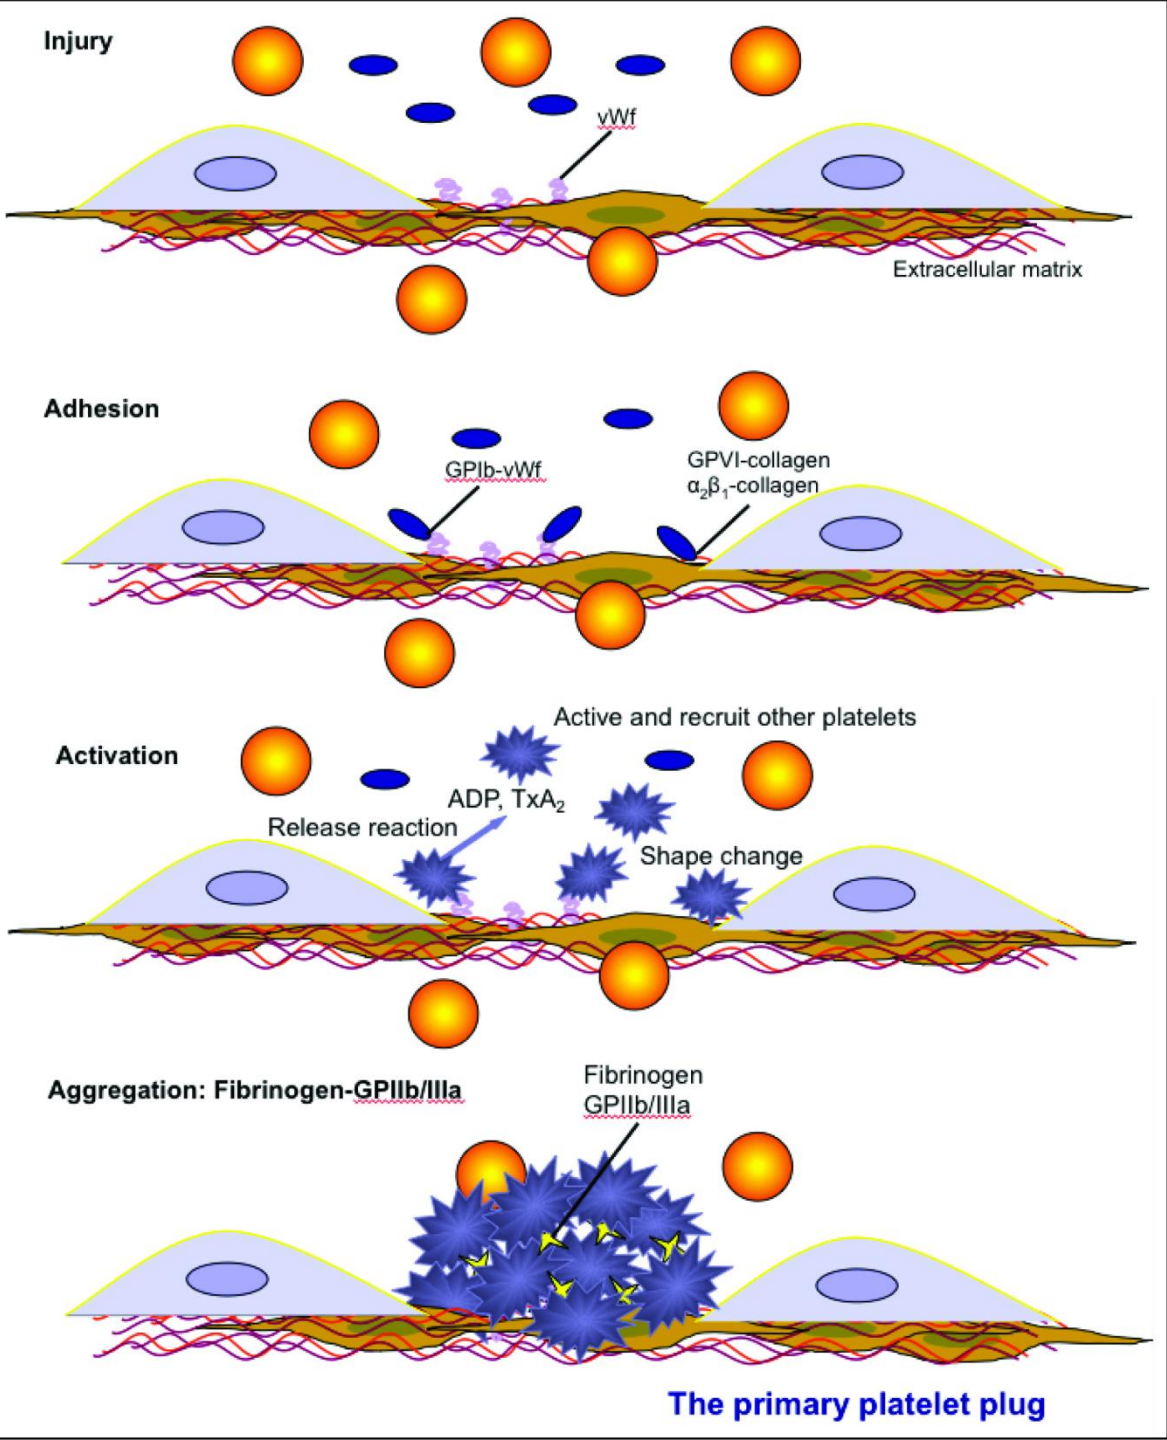 Injury
vWf
Extracellular matrix
Adhesion
GPIb-vWf
GPVI-collagen
α₂β₁-collagen
Active and recruit other platelets
Activation
ADP, TxA₂
Release reaction
Shape change
Aggregation: Fibrinogen-GPIIb/IIIa
Fibrinogen
GPIIb/IIIa
The primary platelet plug